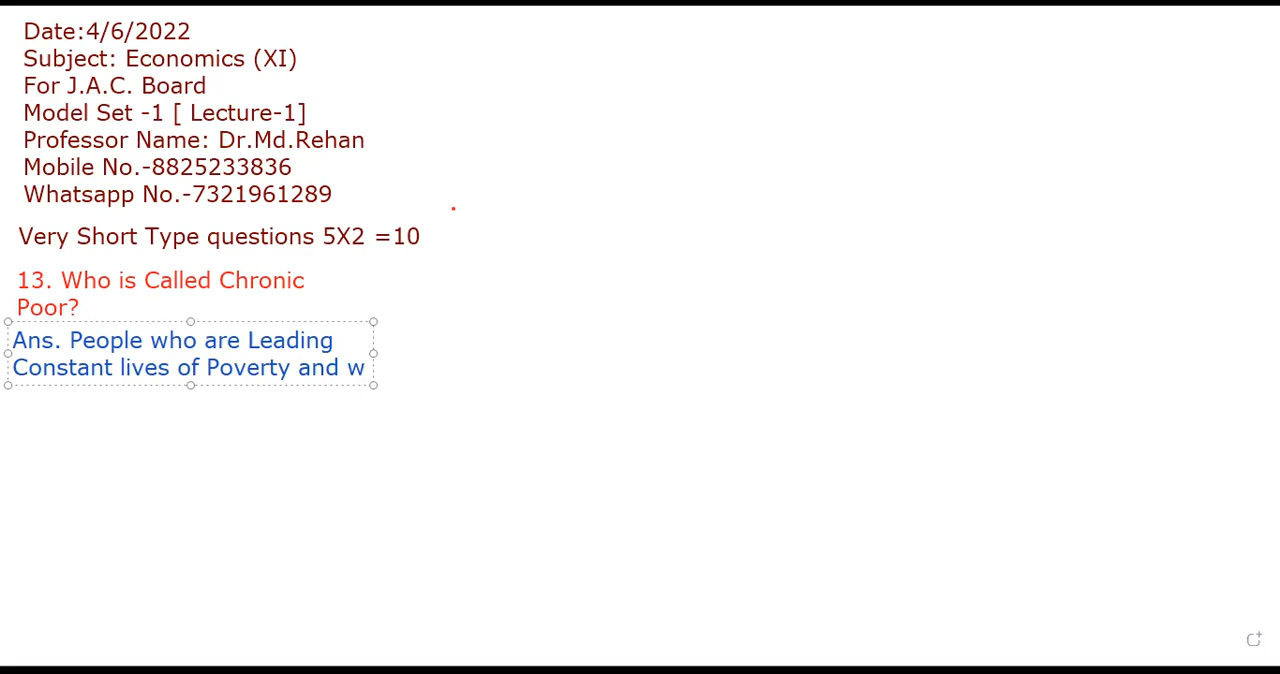 Date:4/6/2022
Subject: Economics (XI)
For J.A.C. Board
Model Set -1 [ Lecture-1]
Professor Name: Dr.Md.Rehan
Mobile No.-8825233836
Whatsapp No.-7321961289
Very Short Type questions 5X2 =10
13. Who is Called Chronic
Poor?
Ans. People who are Leading
Constant lives of Poverty and w